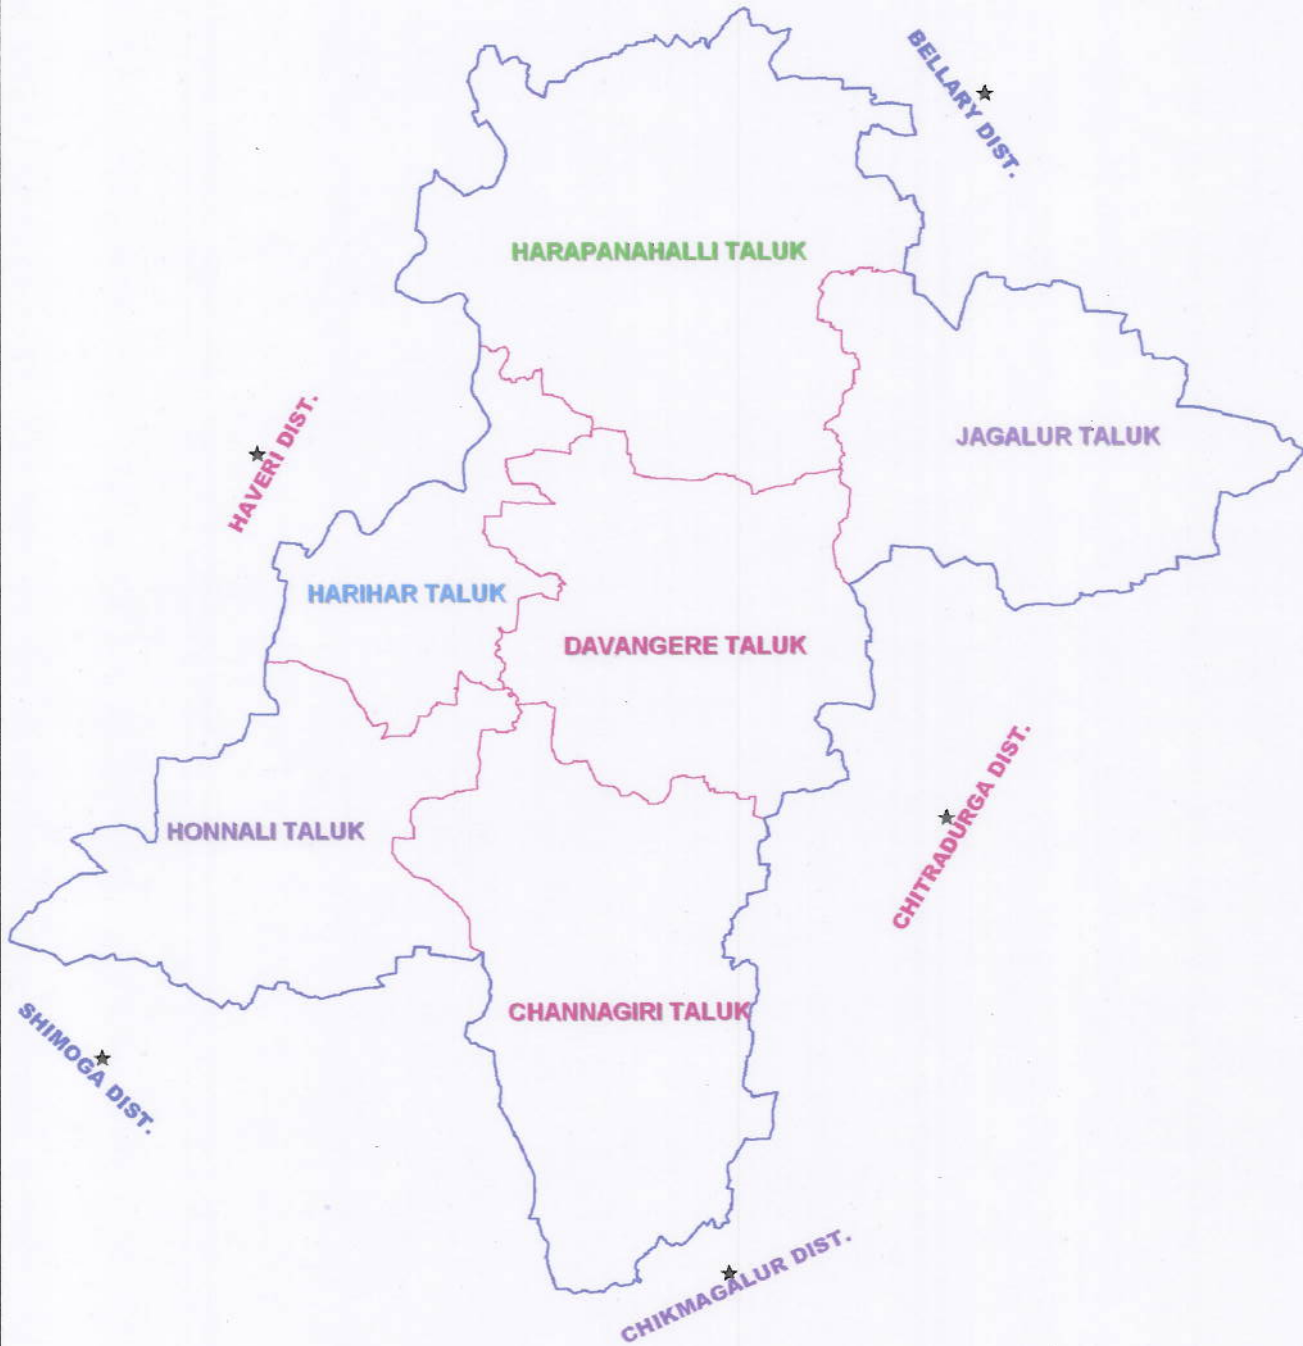 BELLARY DIST.
HARAPANAHALLI TALUK
JAGALUR TALUK
HAVERI DIST.
HARIHAR TALUK
DAVANGERE TALUK
CHITRADURGA DIST.
HONNALI TALUK
CHANNAGIRI TALUK
SHIMOGA DIST.
CHIKMAGALUR DIST.